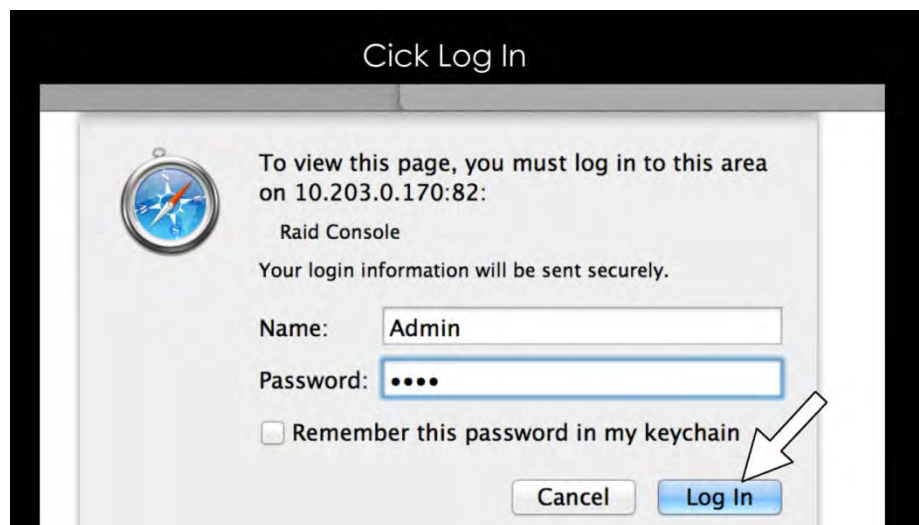 Cick Log In
To view this page, you must log in to this area
on 10.203.0.170:82:
Raid Console
Your login information will be sent securely.
Name: Admin
Password: ••••
Remember this password in my keychain
Cancel Log In